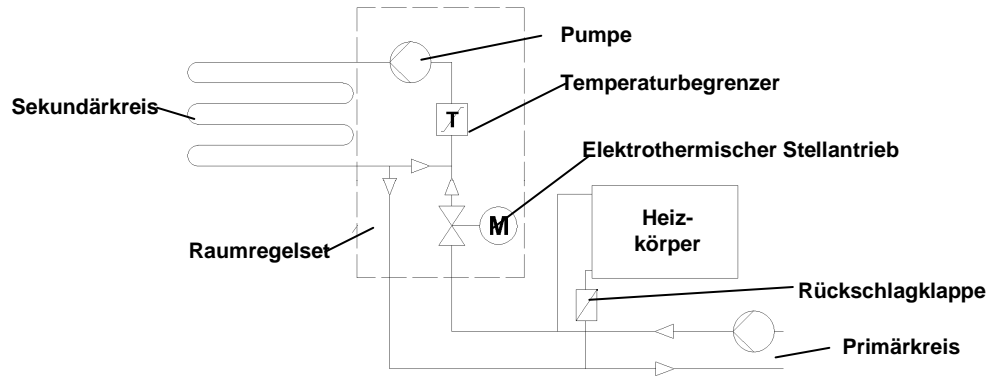 Pumpe
Temperaturbegrenzer
Sekundärkreis
T
Elektrothermischer Stellantrieb
M
Heiz-
körper
Raumregelset
Rückschlagklappe
Primärkreis